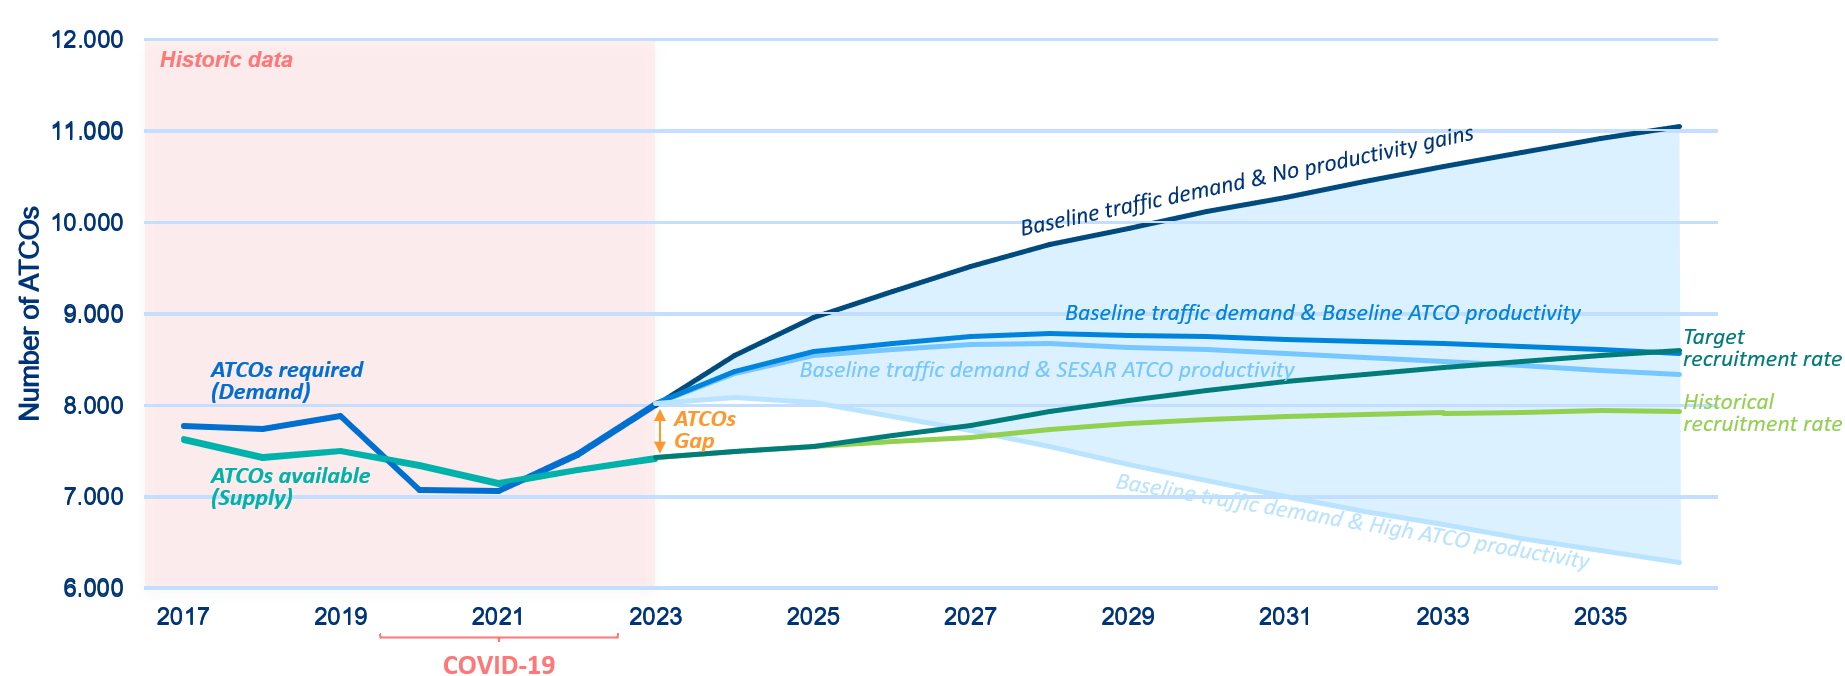 12.000
Historic data
11.000
10.000
9.000
8.000
7.000
6.000
Number of ATCOs
ATCOs required
(Demand)
ATCOs available
(Supply)
ATCOs
Gap
Baseline traffic demand & No productivity gains
Baseline traffic demand & Baseline ATCO productivity
Baseline traffic demand & SESAR ATCO productivity
Baseline traffic demand & High ATCO productivity
Target
recruitment rate
Historical
recruitment rate
2017 2019 2021 2023 2025 2027 2029 2031 2033 2035
COVID-19